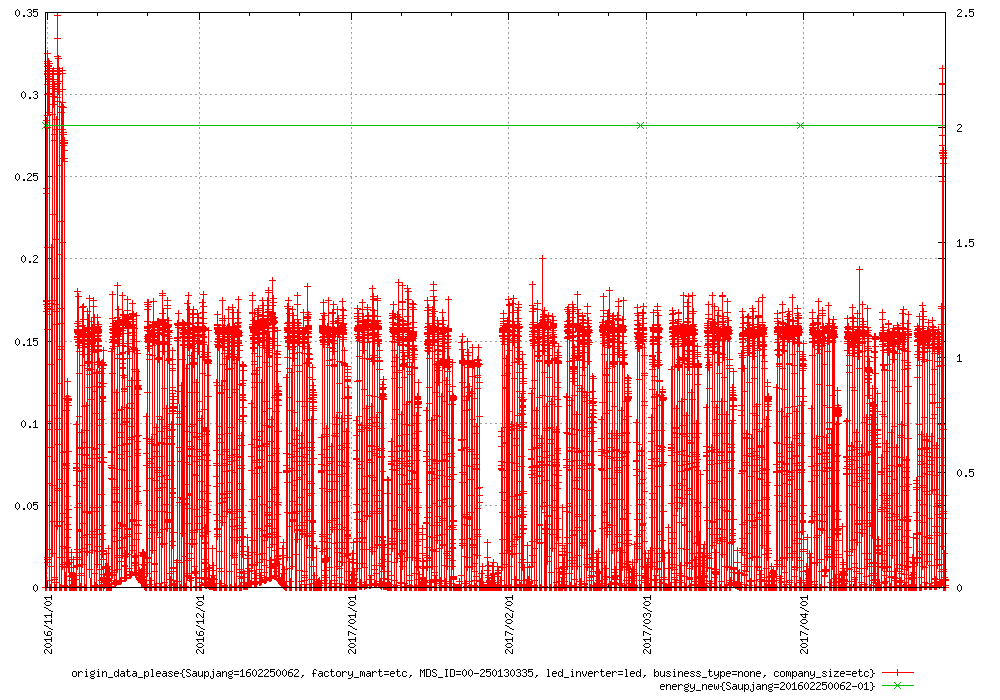 0.35 2.5
0.3 2
0.25
0.2 1.5
0.15 1
0.1
0.05 0.5
0 0
2016/11/01 2016/12/01 2017/01/01 2017/02/01 2017/03/01 2017/04/01
origin_data_please{Saupjang=1602250062, factory_mart=etc, MDS_ID=00-250130335, led_inverter=led, business_type=none, company_size=etc}
energy_new{Saupjang=201602250062-01}